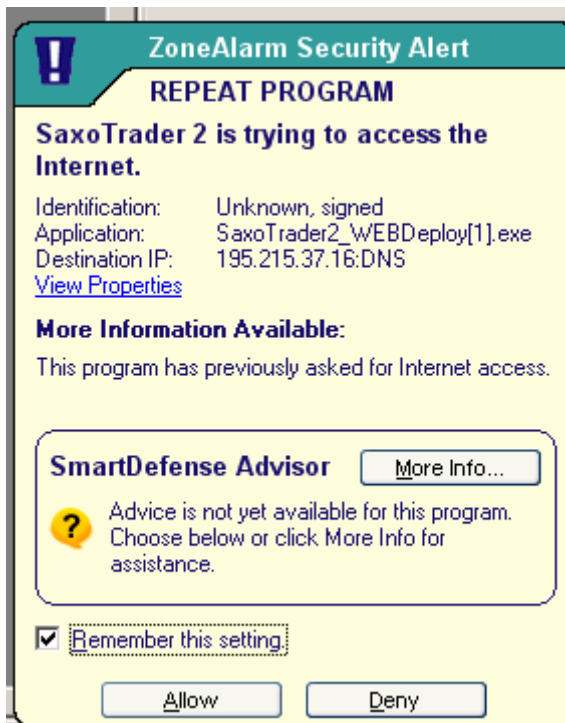 ZoneAlarm Security Alert
REPEAT PROGRAM
SaxoTrader 2 is trying to access the
Internet.
Identification: Unknown, signed
Application: SaxoTrader2_WEBDeploy[1].exe
Destination IP: 195.215.37.16:DNS
View Properties
More Information Available:
This program has previously asked for Internet access.
SmartDefense Advisor More Info...
Advice is not yet available for this program.
Choose below or click More Info for
assistance.
Remember this setting.
Allow Deny